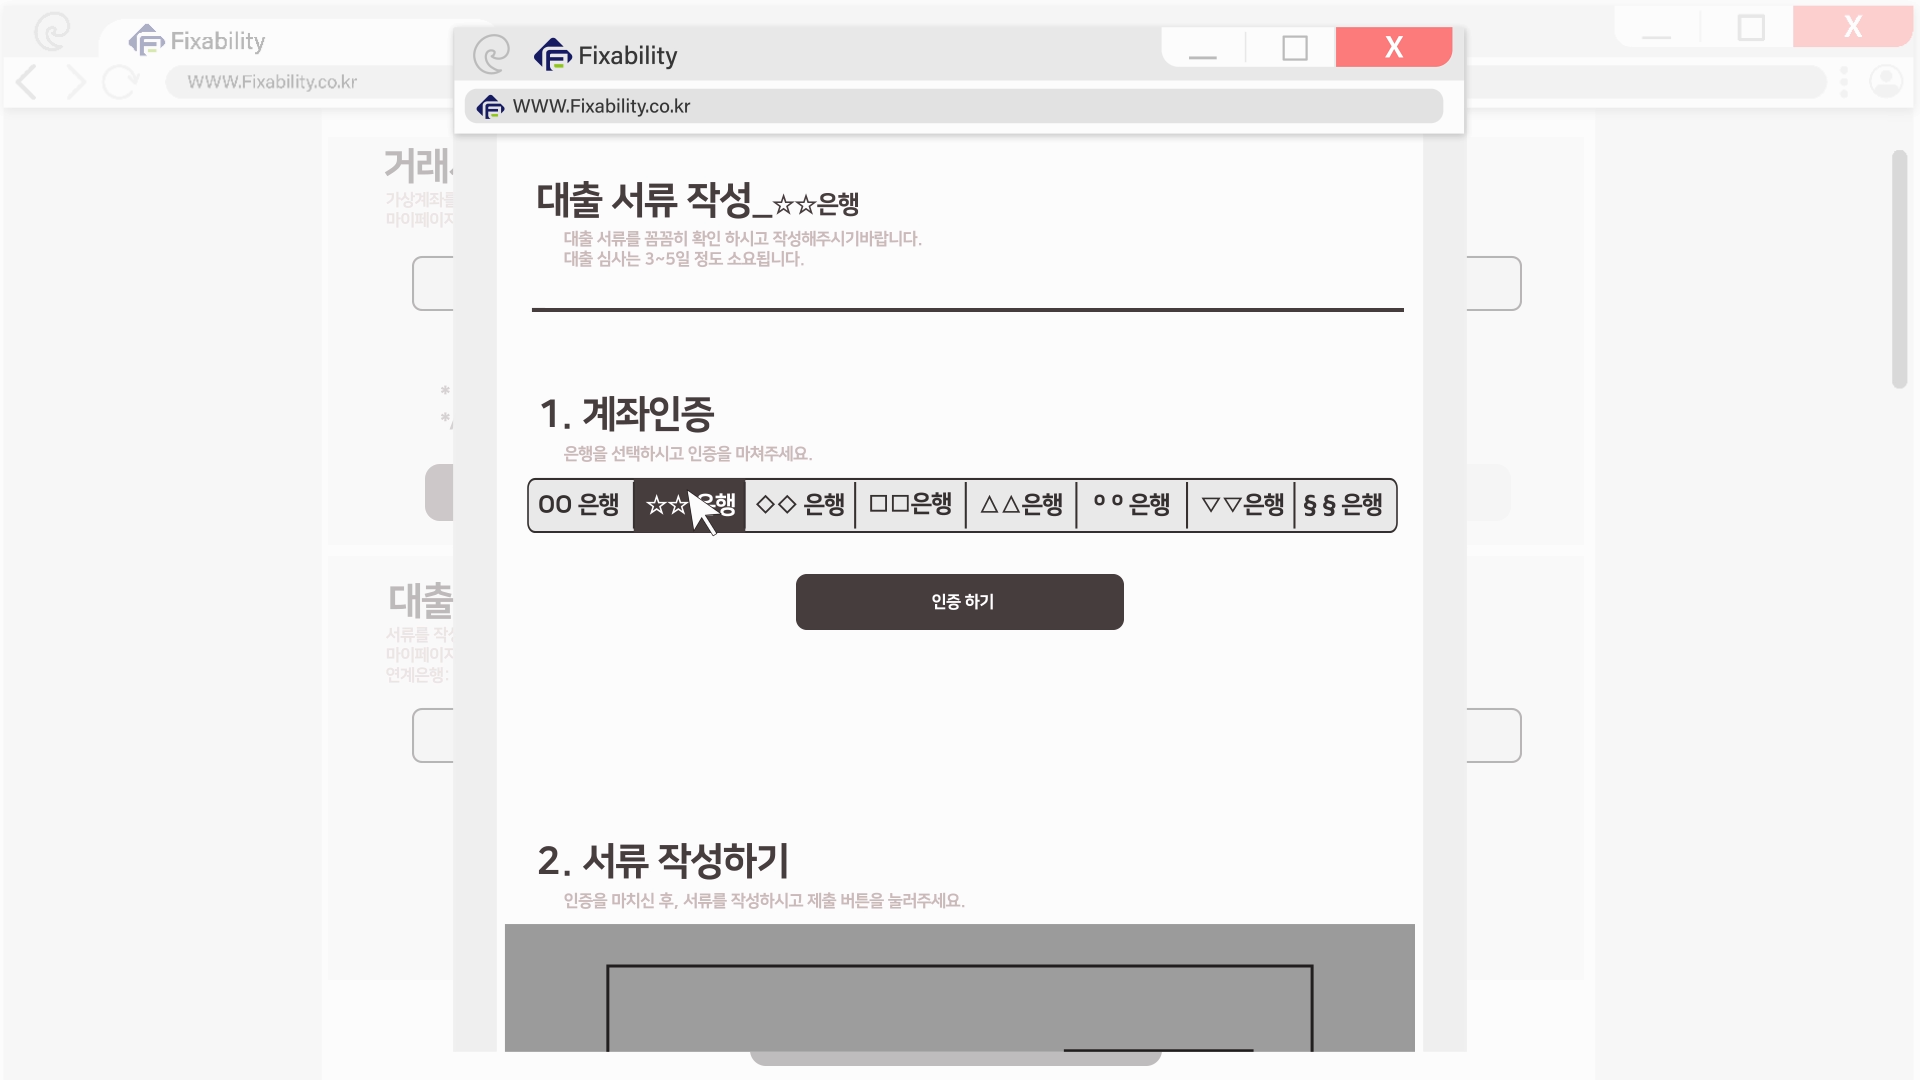 Fixability
X
WWW.Fixability.co.kr
Fixability
X
WWW.Fixability.co.kr
거래
가상계좌를
마이페이지
*
*
대출
서류를 작성
마이페이지
연계은행:
대출 서류 작성_☆☆은행
대출 서류를 꼼꼼히 확인 하시고 작성해주시기바랍니다.
대출 심사는 3~5일 정도 소요됩니다.
1. 계좌인증
은행을 선택하시고 인증을 마쳐주세요.
OO 은행 ☆☆ 은행 ◇◇ 은행 □□은행 △△은행 ㅇㅇ은행 ▽▽은행 §§은행
인증 하기
2. 서류 작성하기
인증을 마치신 후, 서류를 작성하시고 제출 버튼을 눌러주세요.